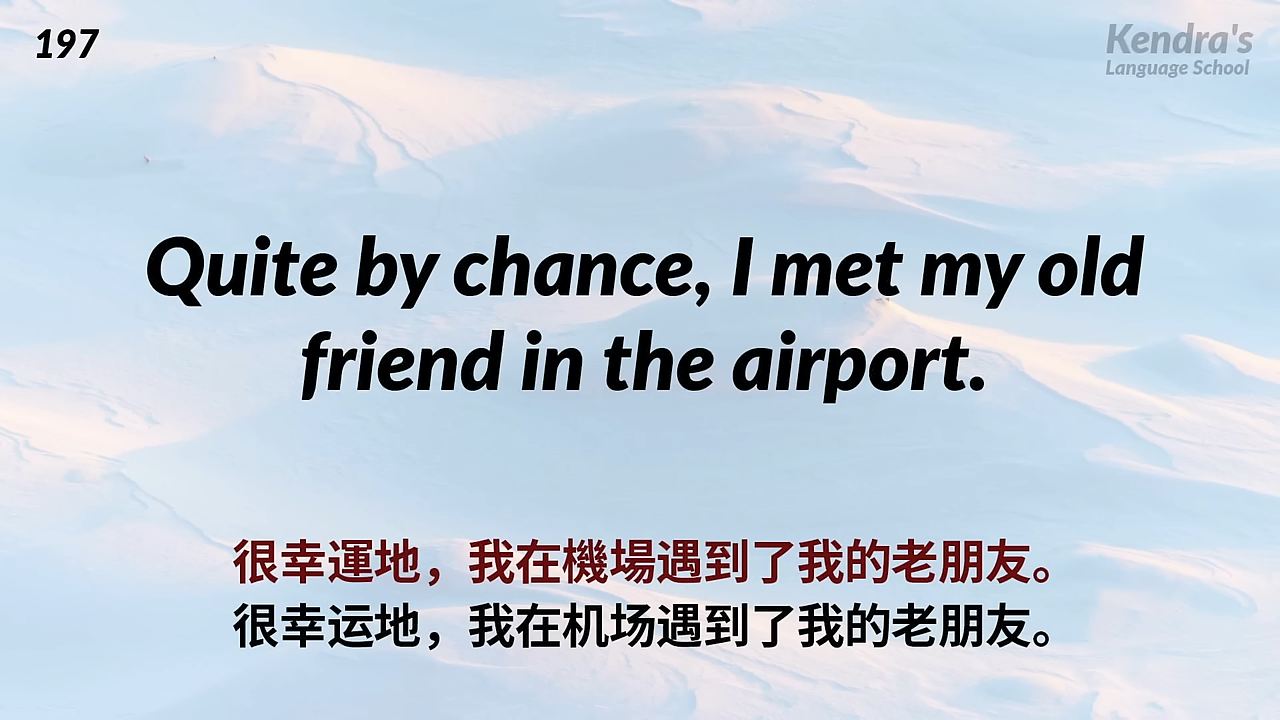 197
Kendra's
Language School
Quite by chance, I met my old
friend in the airport.
很幸運地，我在機場遇到了我的老朋友。
很幸运地，我在机场遇到了我的老朋友。